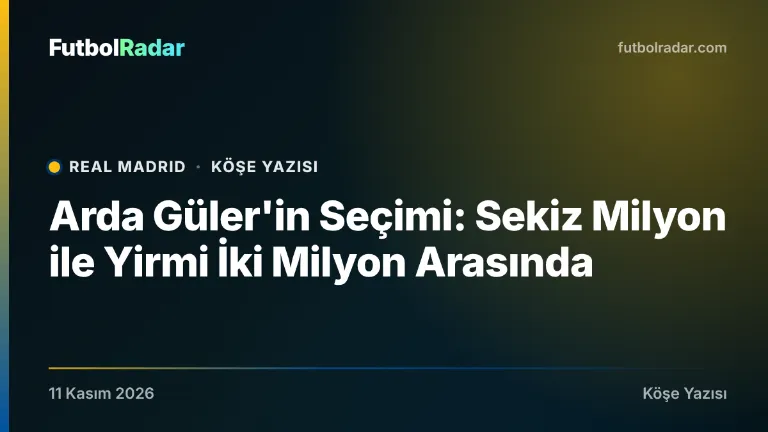 FutbolRadar
futbolradar.com
REAL MADRID · KÖŞE YAZISI
Arda Güler'in Seçimi: Sekiz Milyon
ile Yirmi İki Milyon Arasında
11 Kasım 2026
Köşe Yazısı